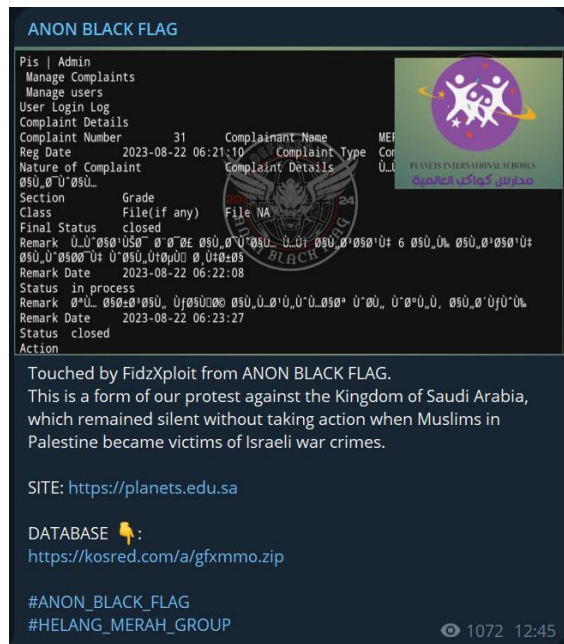 ANON BLACK FLAG
Pis | Admin
Manage Complaints
Manage users
User Login Log
Complaint Details
Complaint Number 31 Complainant Name
Reg Date 2023-08-22 06:21:10 Complaint Type
Nature of Complaint Complaint Details
Section Grade
Class File(if any) File NA
Final Status closed
Remark
Remark Date 2023-08-22 06:22:08
Status in process
Remark
Remark Date 2023-08-22 06:23:27
Status closed
Action
PLANETS INTERNATIONAL SCHOOLS
مدارس كواكب العالمية
20 24
BLACK FLAG
Touched by FidzXploit from ANON BLACK FLAG.
This is a form of our protest against the Kingdom of Saudi Arabia,
which remained silent without taking action when Muslims in
Palestine became victims of Israeli war crimes.
SITE: https://planets.edu.sa
DATABASE 👇:
https://kosred.com/a/gfxmmo.zip
#ANON_BLACK_FLAG
#HELANG_MERAH_GROUP
1072 12:45